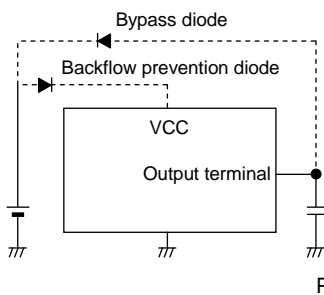 Bypass diode
Backflow prevention diode
VCC
Output terminal